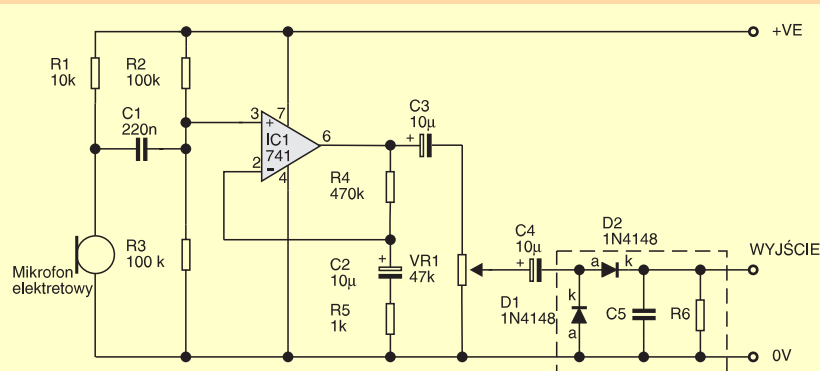 +VE
R1
10k
R2
100k
C1
220n
3
+
7
IC1
741
2
-
4
6
C3
10µ
+
R4
470k
R3
100 k
Mikrofon
elektretowy
C2
10µ
+
VR1
47k
R5
1k
C4
10µ
+
D2
1N4148
a
k
D1
1N4148
k
a
C5
R6
WYJŚCIE
0V